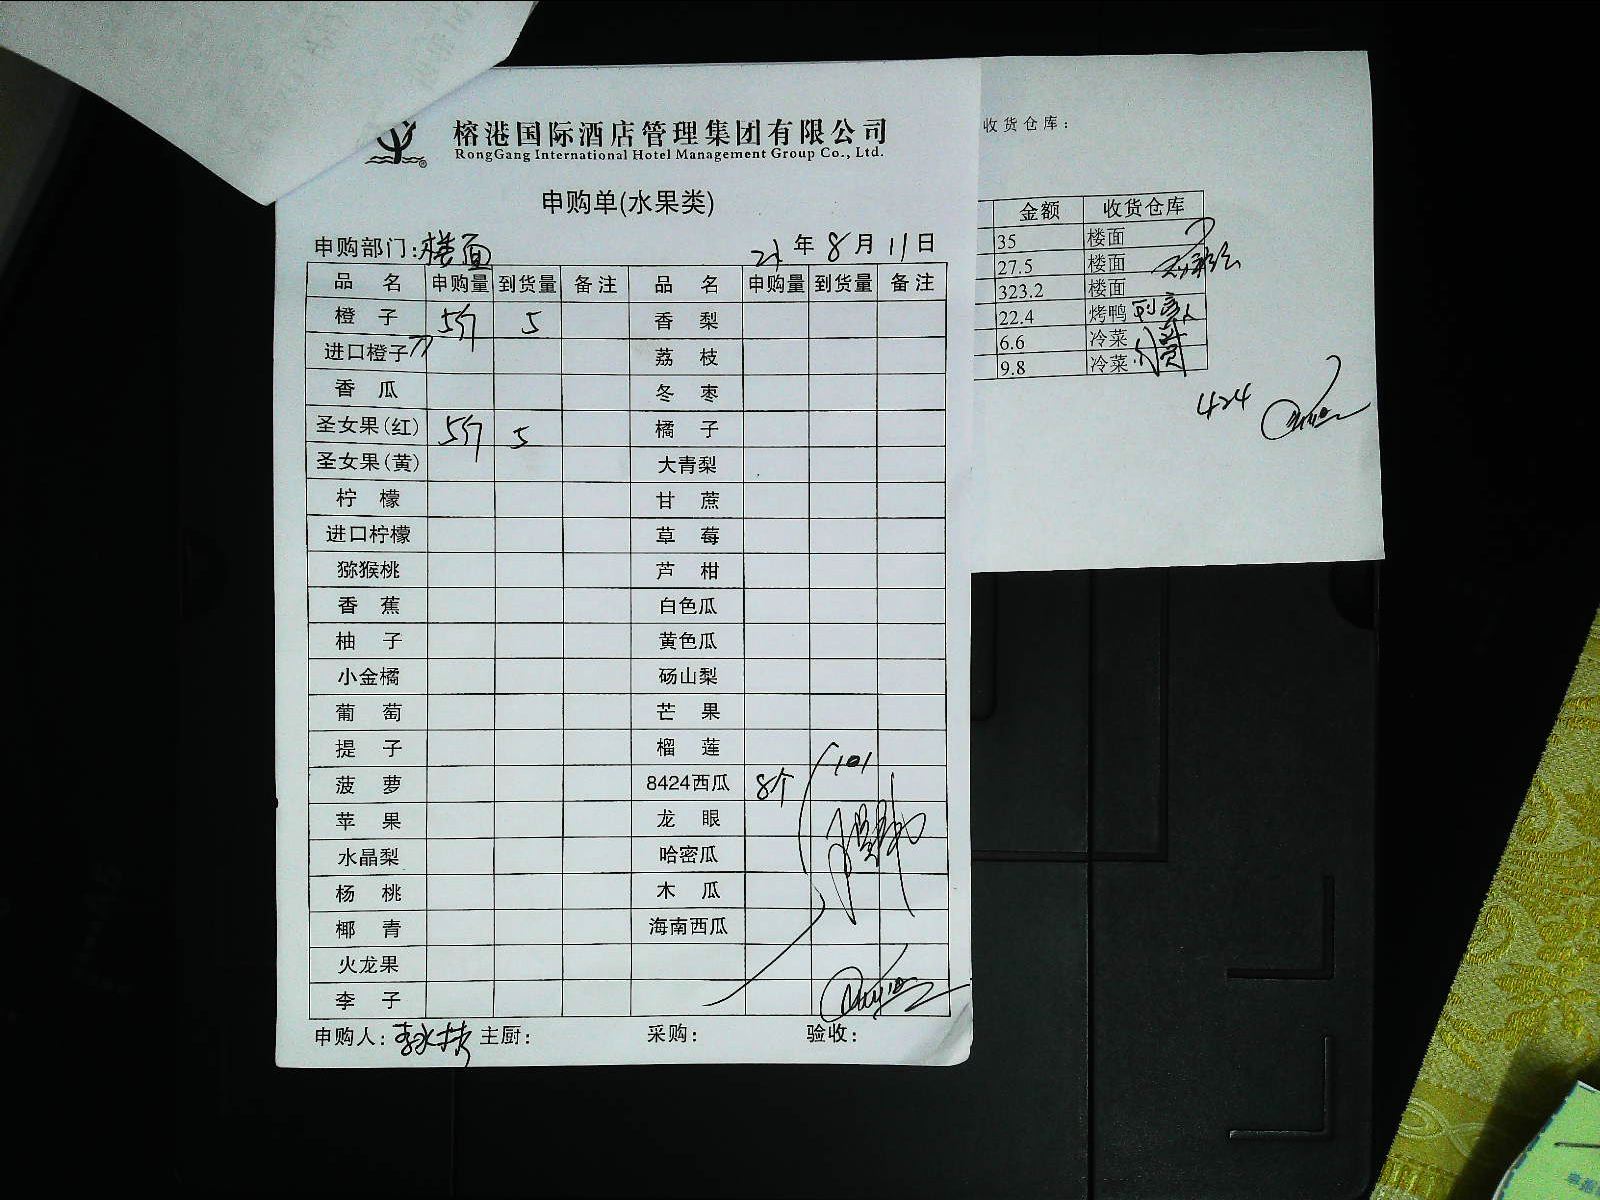 榕港国际酒店管理集团有限公司
RongGang International Hotel Management Group Co., Ltd.
申购单(水果类)
申购部门:楼面 21年8月11日
品名 申购量 到货量 备注 品名 申购量 到货量 备注
橙子 5斤 5 香梨
进口橙子 荔枝
香瓜 冬枣
圣女果(红) 5斤 5 橘子
圣女果(黄) 大青梨
柠檬 甘蔗
进口柠檬 草莓
猕猴桃 芦柑
香蕉 白色瓜
柚子 黄色瓜
小金橘 砀山梨
葡萄 芒果
提子 榴莲
菠萝 8424西瓜 8个 101
苹果 龙眼
水晶梨 哈密瓜
杨桃 木瓜
椰青 海南西瓜
火龙果
李子
申购人: 主厨: 采购: 验收:
收货仓库:
金额 收货仓库
35 楼面
27.5 楼面
323.2 楼面
22.4 烤鸭
6.6 冷菜
9.8 冷菜
424